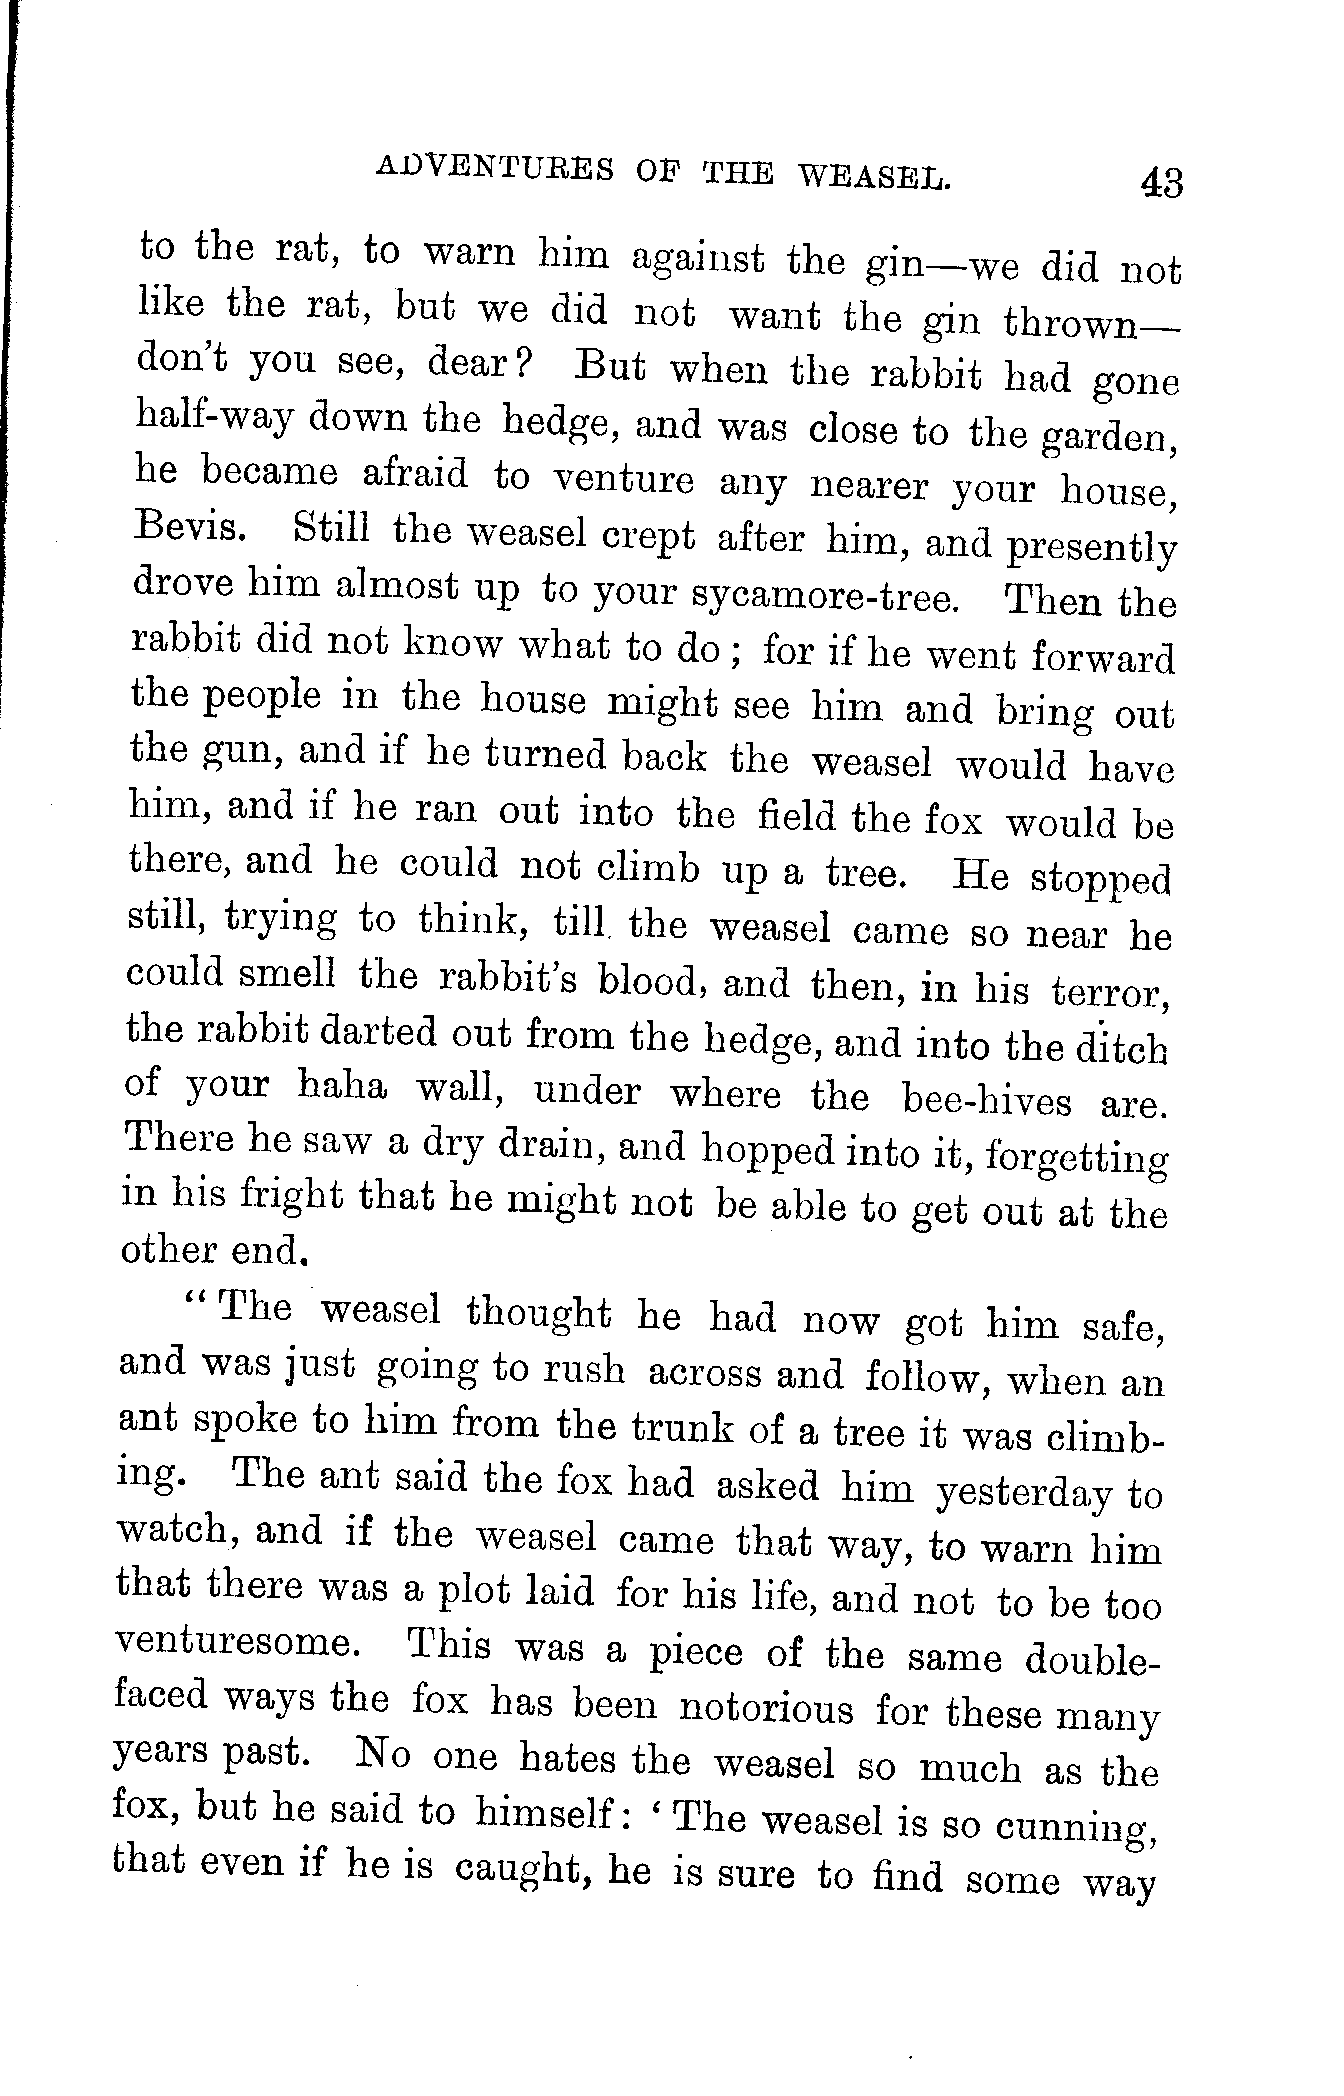 ADVENTURES OF THE WEASEL. 43
to the rat, to warn him against the gin—we did not
like the rat, but we did not want the gin thrown—
don't you see, dear? But when the rabbit had gone
half-way down the hedge, and was close to the garden,
he became afraid to venture any nearer your house,
Bevis. Still the weasel crept after him, and presently
drove him almost up to your sycamore-tree. Then the
rabbit did not know what to do; for if he went forward
the people in the house might see him and bring out
the gun, and if he turned back the weasel would have
him, and if he ran out into the field the fox would be
there, and he could not climb up a tree. He stopped
still, trying to think, till the weasel came so near he
could smell the rabbit's blood, and then, in his terror,
the rabbit darted out from the hedge, and into the ditch
of your haha wall, under where the bee-hives are.
There he saw a dry drain, and hopped into it, forgetting
in his fright that he might not be able to get out at the
other end.
"The weasel thought he had now got him safe,
and was just going to rush across and follow, when an
ant spoke to him from the trunk of a tree it was climb-
ing. The ant said the fox had asked him yesterday to
watch, and if the weasel came that way, to warn him
that there was a plot laid for his life, and not to be too
venturesome. This was a piece of the same double-
faced ways the fox has been notorious for these many
years past. No one hates the weasel so much as the
fox, but he said to himself: 'The weasel is so cunning,
that even if he is caught, he is sure to find some way